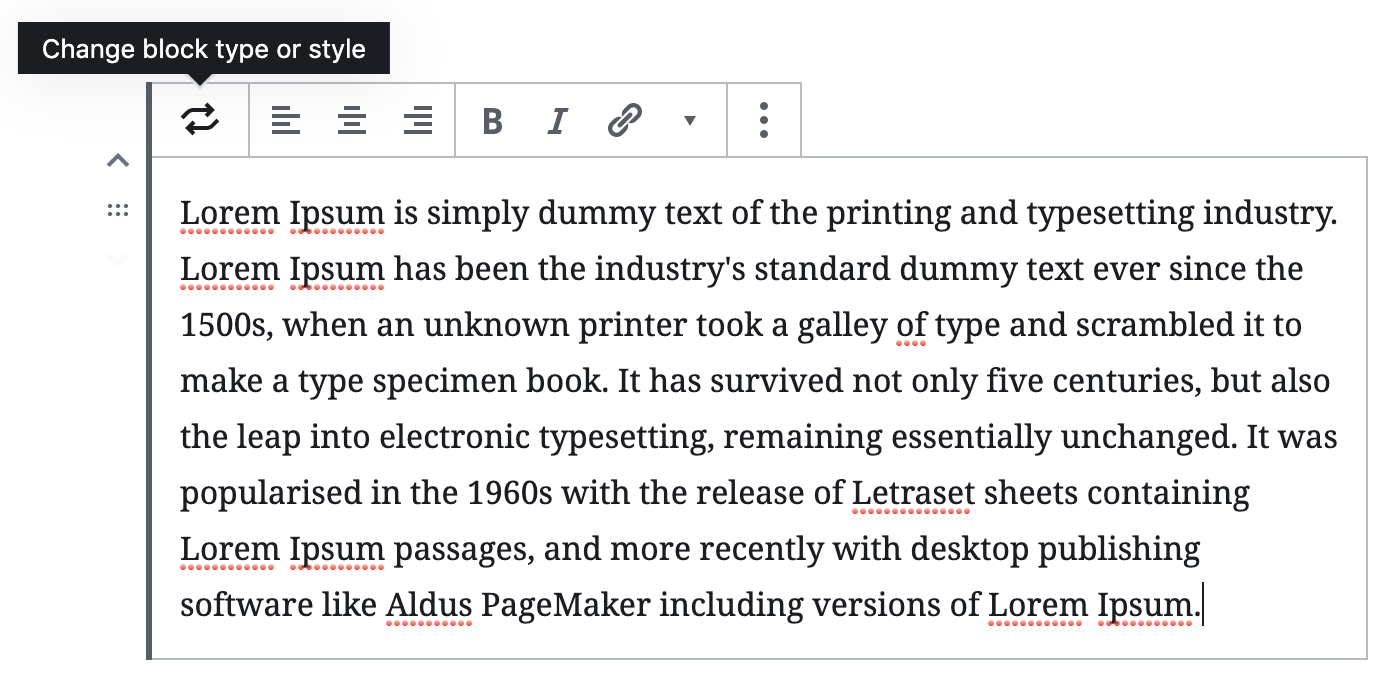 Change block type or style
B I
Lorem Ipsum is simply dummy text of the printing and typesetting industry.
Lorem Ipsum has been the industry's standard dummy text ever since the
1500s, when an unknown printer took a galley of type and scrambled it to
make a type specimen book. It has survived not only five centuries, but also
the leap into electronic typesetting, remaining essentially unchanged. It was
popularised in the 1960s with the release of Letraset sheets containing
Lorem Ipsum passages, and more recently with desktop publishing
software like Aldus PageMaker including versions of Lorem Ipsum.